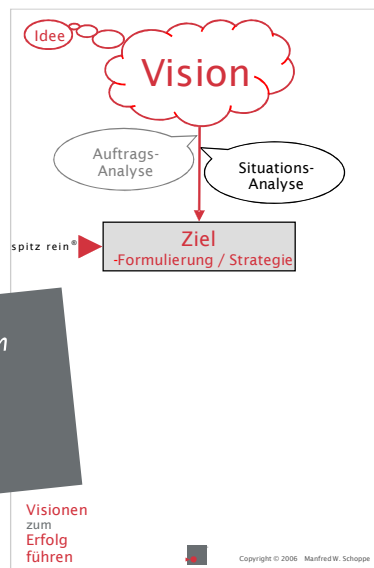 Idee
Vision
Auftrags-
Analyse
Situations-
Analyse
spitz rein®
Ziel
-Formulierung / Strategie
Visionen
zum
Erfolg
führen
Copyright © 2006 Manfred W. Schoppe